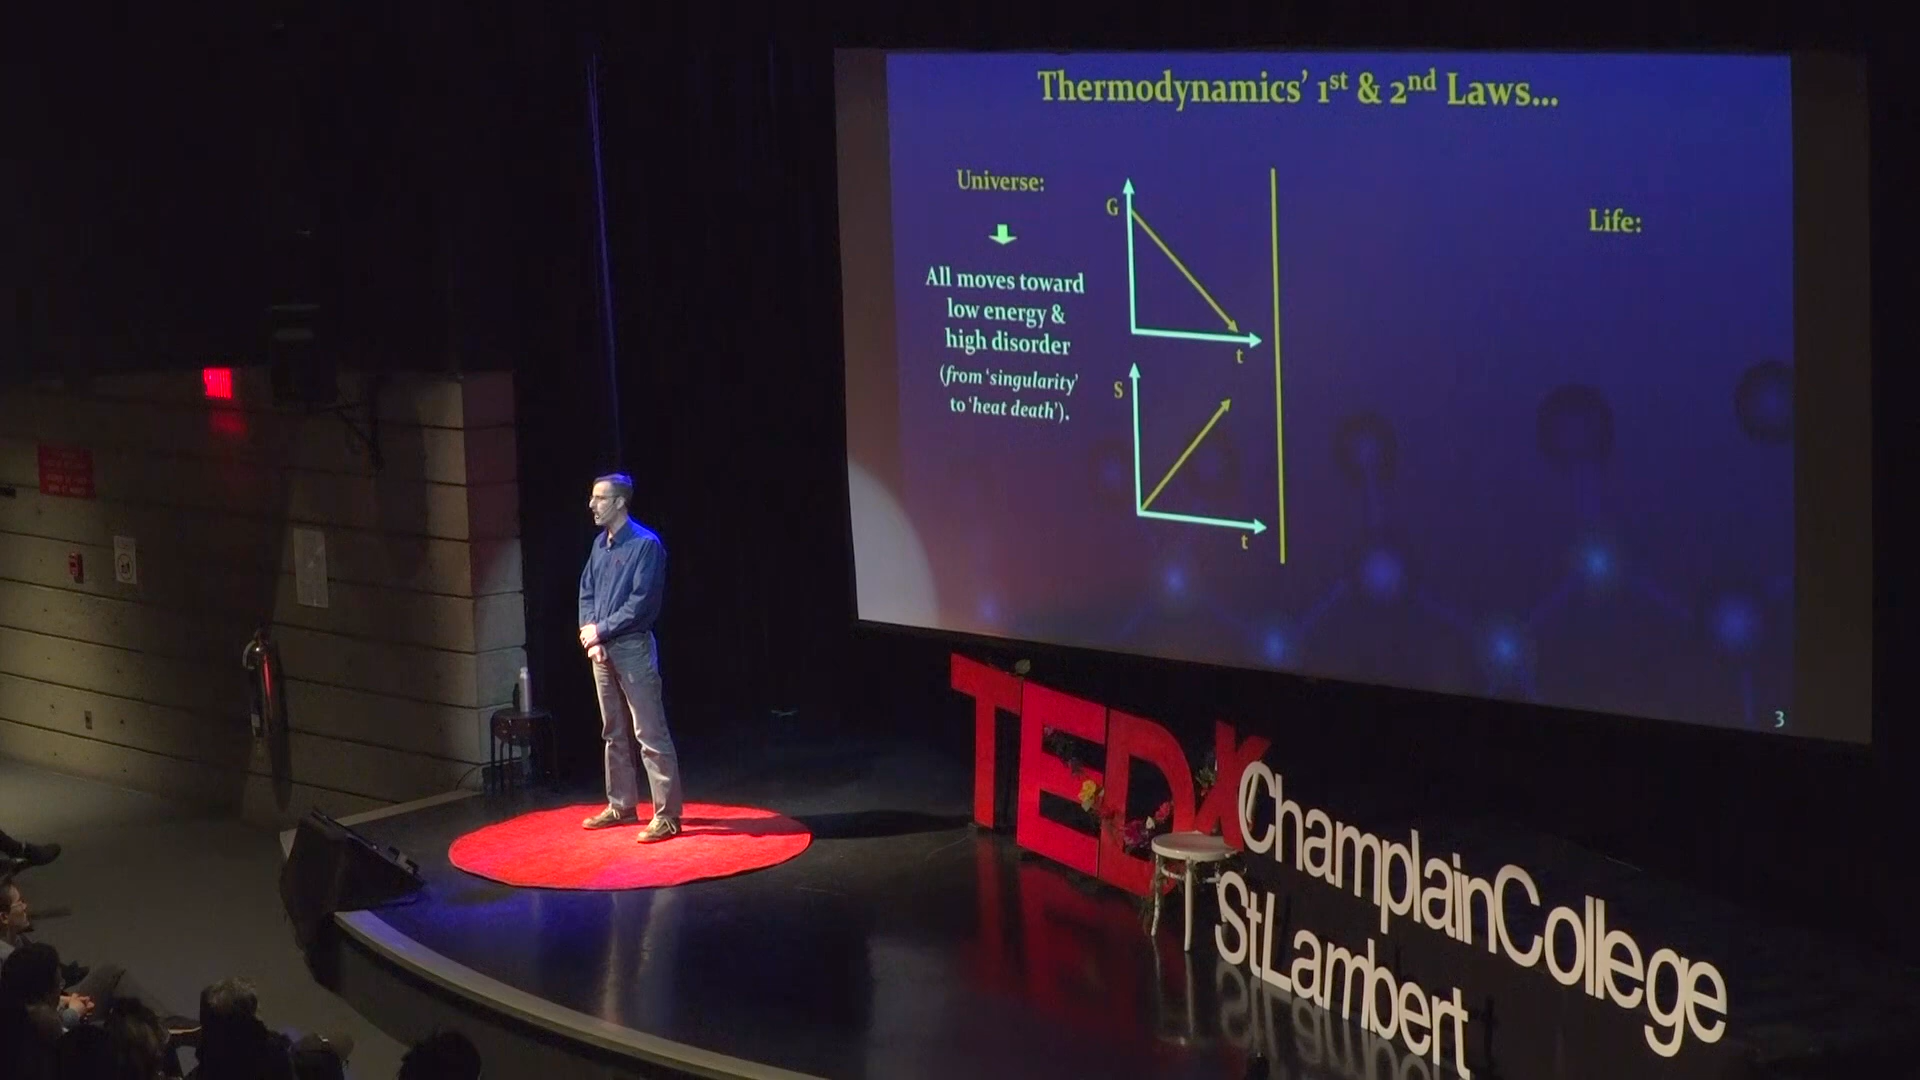 Thermodynamics' 1st & 2nd Laws...
Universe:
All moves toward
low energy &
high disorder
(from 'singularity'
to 'heat death').
G
t
S
t
Life:
3
TEDx
ChamplainCollege
StLambert